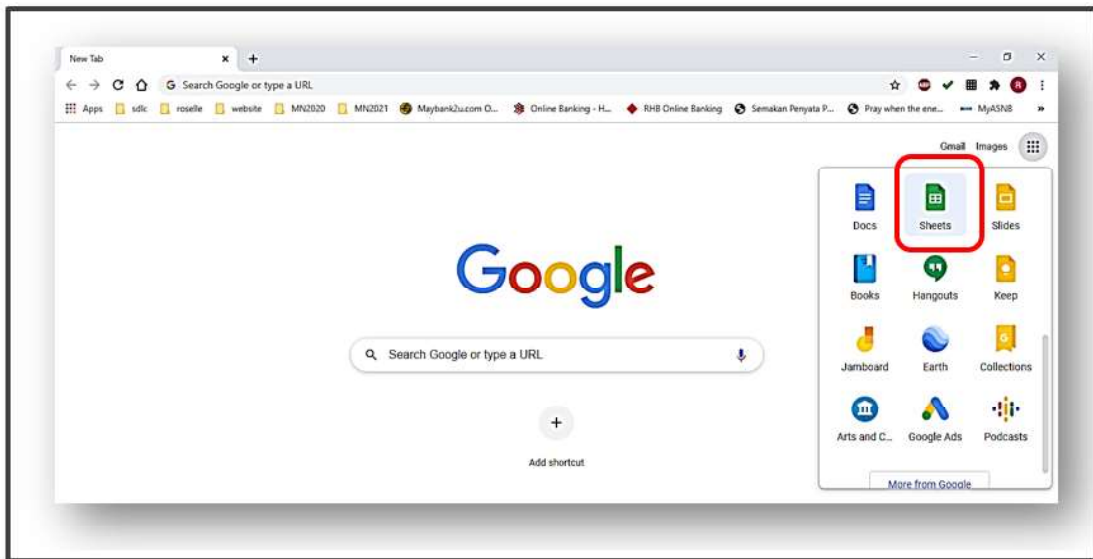 New Tab
G Search Google or type a URL
Apps sdlc roselle website MN2020 MN2021 Maybank2u.com O... Online Banking - H... RHB Online Banking Semakan Penyata P... Pray when the ene... MyASNB »
Gmail Images
Docs Sheets Slides
Google
Books Hangouts Keep
Search Google or type a URL
Jamboard Earth Collections
Arts and C... Google Ads Podcasts
Add shortcut
More from Google